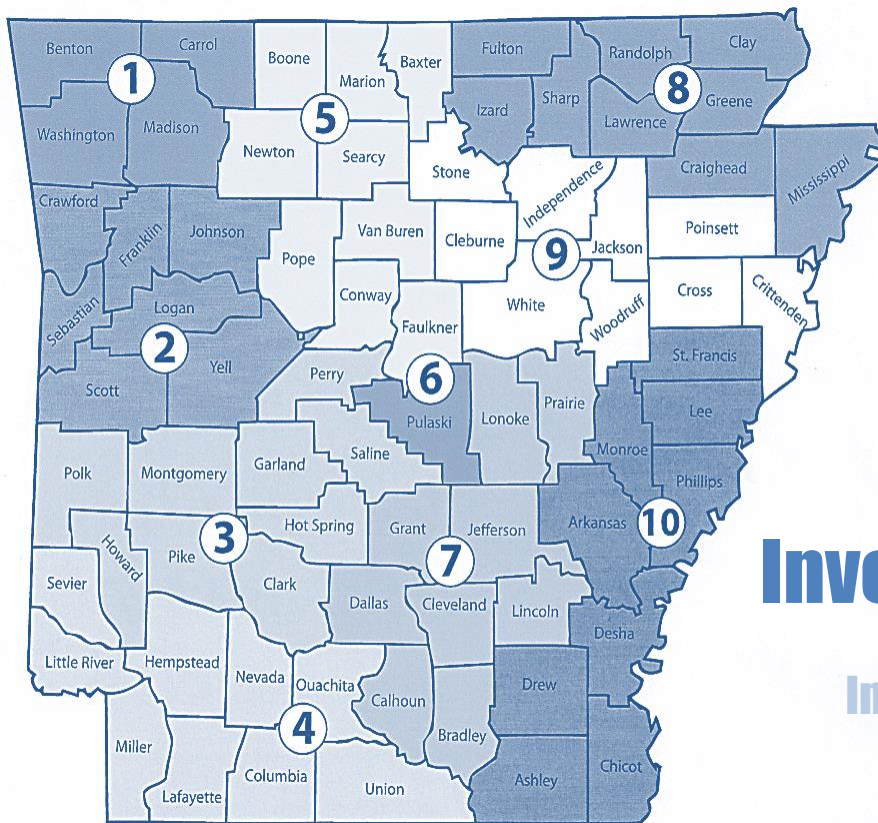 Benton
Carrol
Boone
Marion
Baxter
Fulton
Randolph
Clay
1
5
8
Izard
Sharp
Lawrence
Greene
Washington
Madison
Newton
Searcy
Stone
Independence
Craighead
Mississippi
Crawford
Franklin
Johnson
Pope
Van Buren
Cleburne
9
Jackson
Poinsett
Sebastian
Logan
Conway
Faulkner
White
Woodruff
Cross
Crittenden
2
Scott
Yell
Perry
6
Pulaski
Lonoke
Prairie
St. Francis
Lee
Monroe
Phillips
Polk
Montgomery
Garland
Saline
Hot Spring
Grant
Jefferson
Arkansas
10
3
7
Howard
Pike
Sevier
Clark
Dallas
Cleveland
Lincoln
Desha
Little River
Hempstead
Nevada
Ouachita
Calhoun
Bradley
Drew
4
Miller
Lafayette
Columbia
Union
Ashley
Chicot
Inve
In